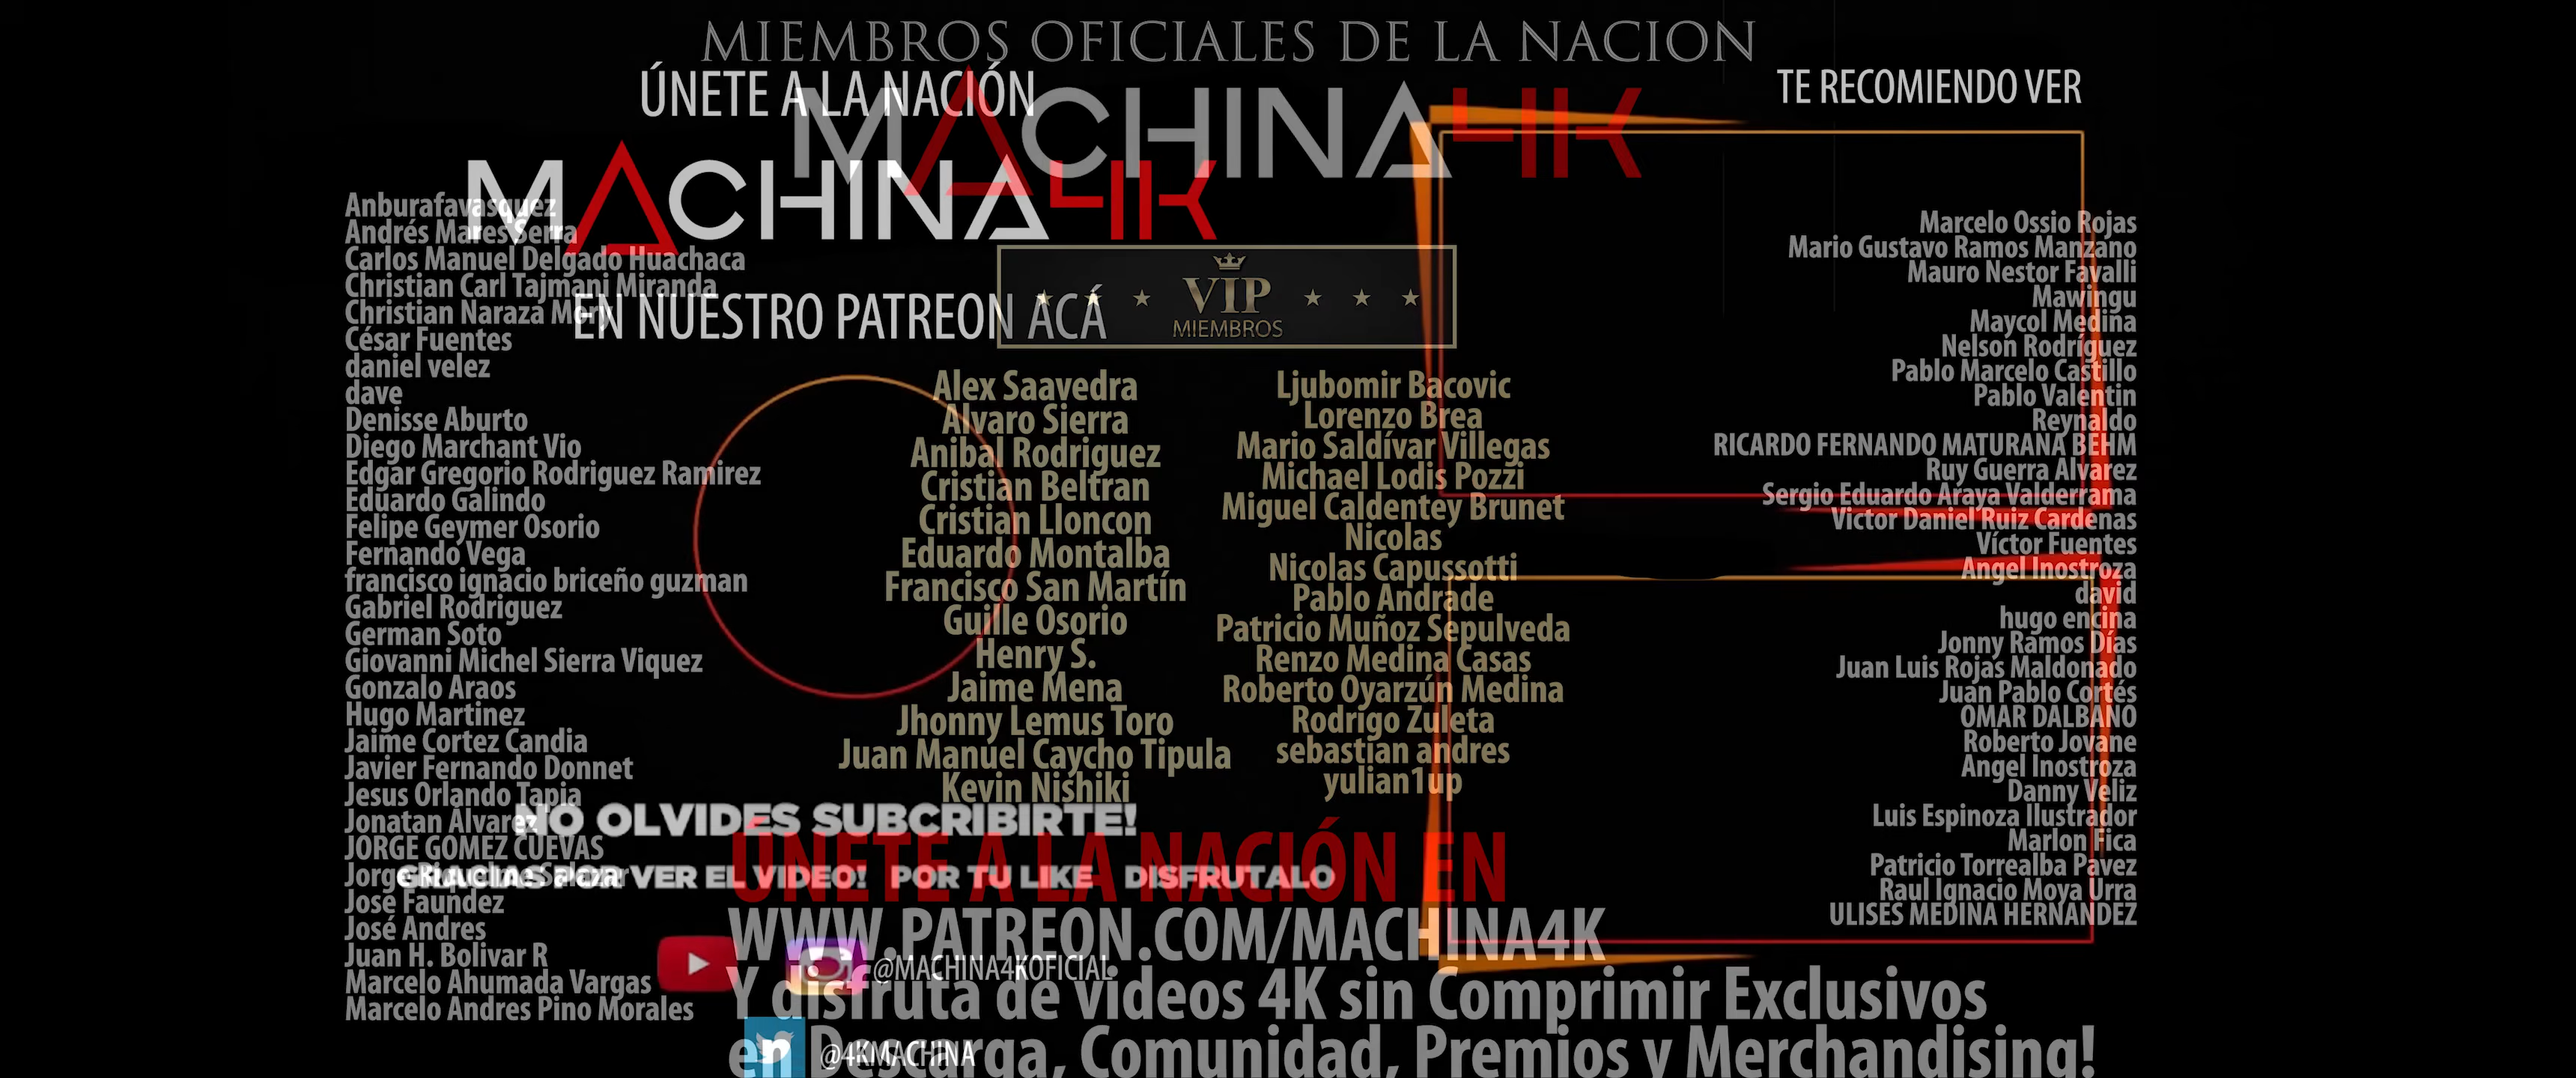 MIEMBROS OFICIALES DE LA NACION
ÚNETE A LA NACIÓN
MACHINA4K
MACHINA4K
EN NUESTRO PATREON ACÁ
VIP
MIEMBROS
TE RECOMIENDO VER
Anburafavasquez
Andrés Mares Serra
Carlos Manuel Delgado Huachaca
Christian Carl Tajmani Miranda
Christian Naraza
César Fuentes
daniel velez
dave
Denisse Aburto
Diego Marchant Vio
Edgar Gregorio Rodriguez Ramirez
Eduardo Galindo
Felipe Geymer Osorio
Fernando Vega
francisco ignacio briceño guzman
Gabriel Rodriguez
German Soto
Giovanni Michel Sierra Viquez
Gonzalo Araos
Hugo Martinez
Jaime Cortez Candia
Javier Fernando Donnet
Jesus Orlando Tapia
Jonatan Álvarez
JORGE GOMEZ CUEVAS
Jorge
José Faundez
José Andres
Juan H. Bolivar R
Marcelo Ahumada Vargas
Marcelo Andres Pino Morales
Alex Saavedra
Alvaro Sierra
Anibal Rodriguez
Cristian Beltran
Cristian Lloncon
Eduardo Montalba
Francisco San Martín
Guille Osorio
Henry S.
Jaime Mena
Jhonny Lemus Toro
Juan Manuel Caycho Tipula
Kevin Nishiki
Ljubomir Bacovic
Lorenzo Brea
Mario Saldívar Villegas
Michael Lodis Pozzi
Miguel Caldentey Brunet
Nicolas
Nicolas Capussotti
Pablo Andrade
Patricio Muñoz Sepulveda
Renzo Medina Casas
Roberto Oyarzún Medina
Rodrigo Zuleta
sebastian andres
yulian1up
Marcelo Ossio Rojas
Mario Gustavo Ramos Manzano
Mauro Nestor Favalli
Mawingu
Maycol Medina
Nelson Rodríguez
Pablo Marcelo Castillo
Pablo Valentin
Reynaldo
RICARDO FERNANDO MATURANA BEHM
Ruy Guerra Alvarez
Sergio Eduardo Araya Valderrama
Victor Daniel Ruiz Cardenas
Víctor Fuentes
Angel Inostroza
david
hugo encina
Jonny Ramos Días
Juan Luis Rojas Maldonado
Juan Pablo Cortés
OMAR DALBANO
Roberto Jovane
Angel Inostroza
Danny Veliz
Luis Espinoza Ilustrador
Marlon Fica
Patricio Torrealba Pavez
Raul Ignacio Moya Urra
ULISES MEDINA HERNANDEZ
NO OLVIDES SUBCRIBIRTE!
GRACIAS POR VER EL VIDEO! POR TU LIKE DISFRUTALO
ÚNETE A LA NACIÓN EN
WWW.PATREON.COM/MACHINA4K
@MACHINA4KOFICIAL
Y disfruta de videos 4K sin Comprimir Exclusivos
en Descarga, Comunidad, Premios y Merchandising!
@4KMACHINA